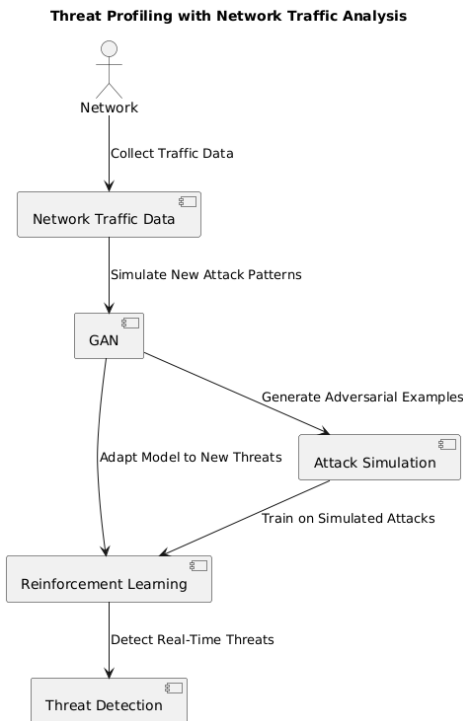 Threat Profiling with Network Traffic Analysis
Network
Collect Traffic Data
Network Traffic Data
Simulate New Attack Patterns
GAN
Generate Adversarial Examples
Adapt Model to New Threats
Attack Simulation
Train on Simulated Attacks
Reinforcement Learning
Detect Real-Time Threats
Threat Detection